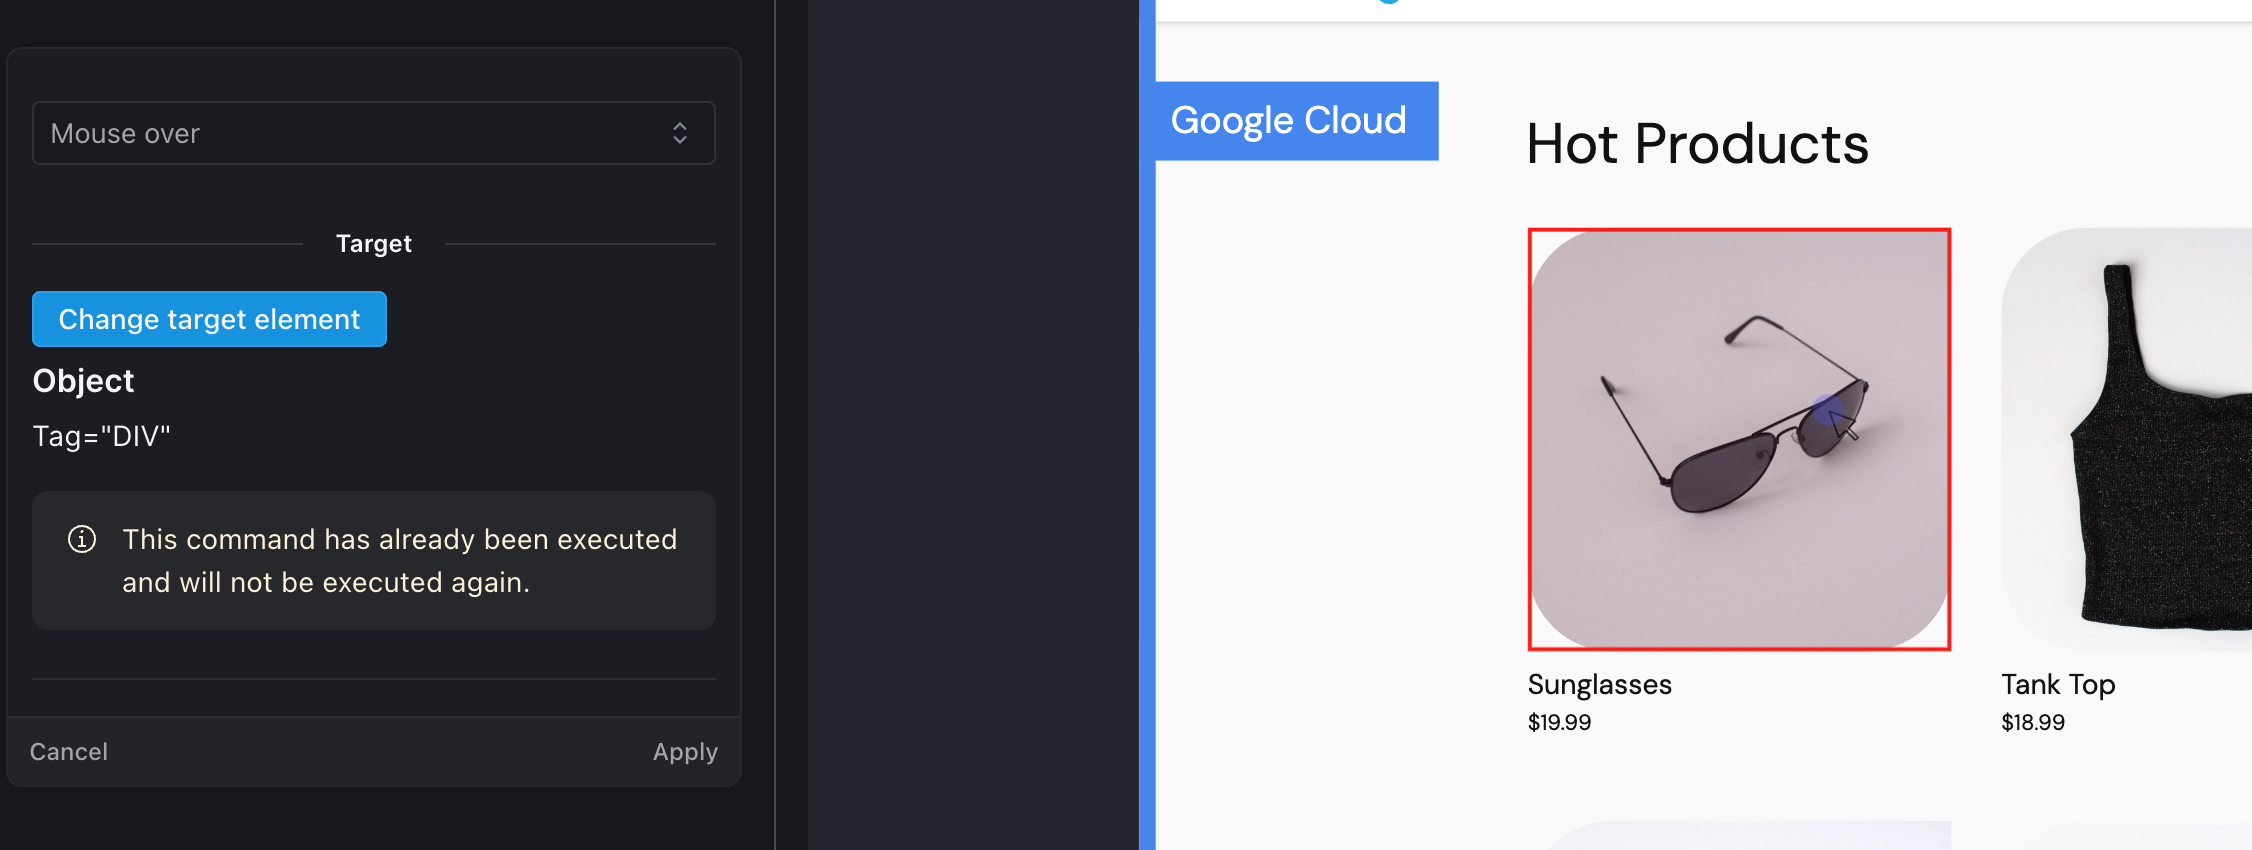 Mouse over
Target
Change target element
Object
Tag="DIV"
This command has already been executed
and will not be executed again.
Cancel
Apply
Google Cloud
Hot Products
Sunglasses
$19.99
Tank Top
$18.99